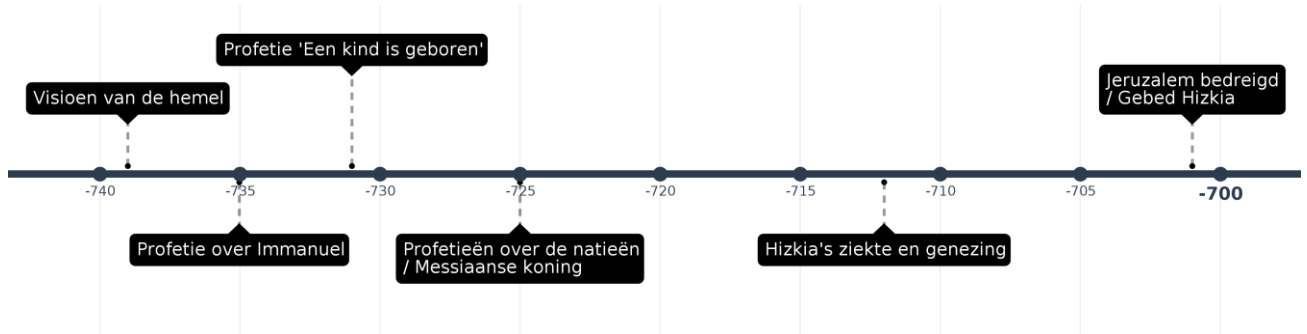 Profetie 'Een kind is geboren'
Visioen van de hemel
Jeruzalem bedreigd
/ Gebed Hizkia
-740
-735
-730
-725
-720
-715
-710
-705
-700
Profetie over Immanuel
Profetieën over de natieën
/ Messiaanse koning
Hizkia's ziekte en genezing